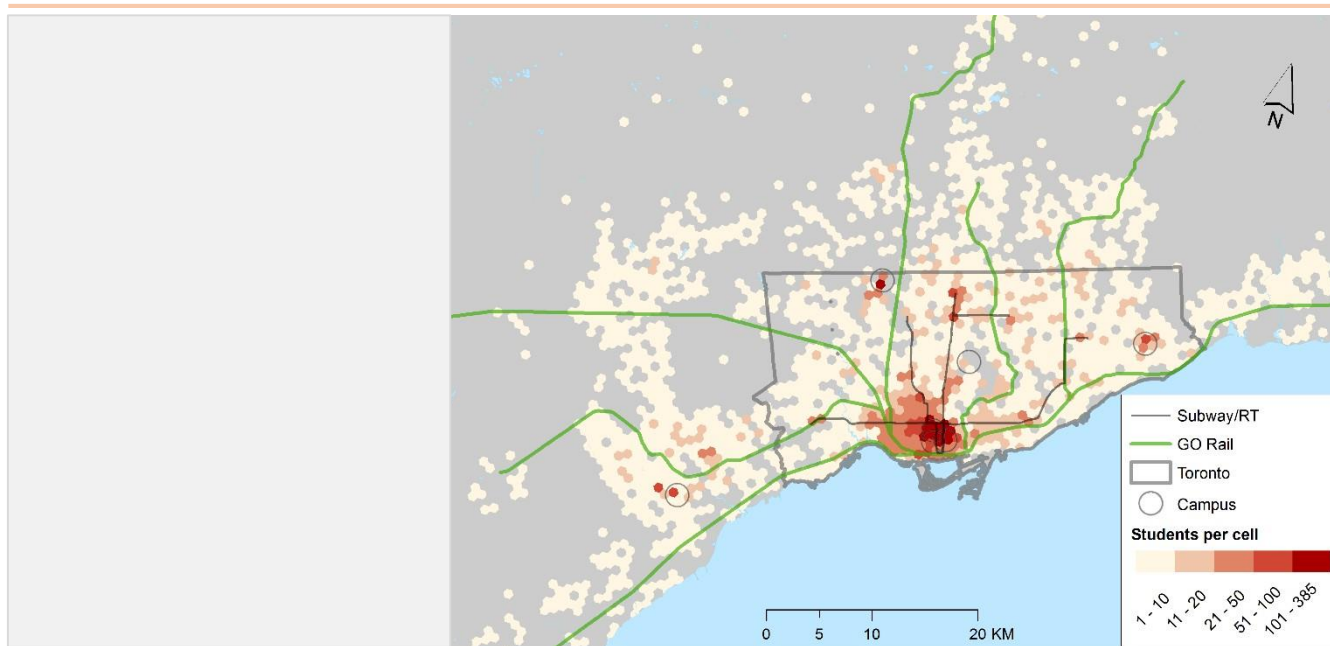 N
Subway/RT
GO Rail
Toronto
Campus
Students per cell
1 - 10
11 - 20
21 - 50
51 - 100
101 - 385
0 5 10 20 KM